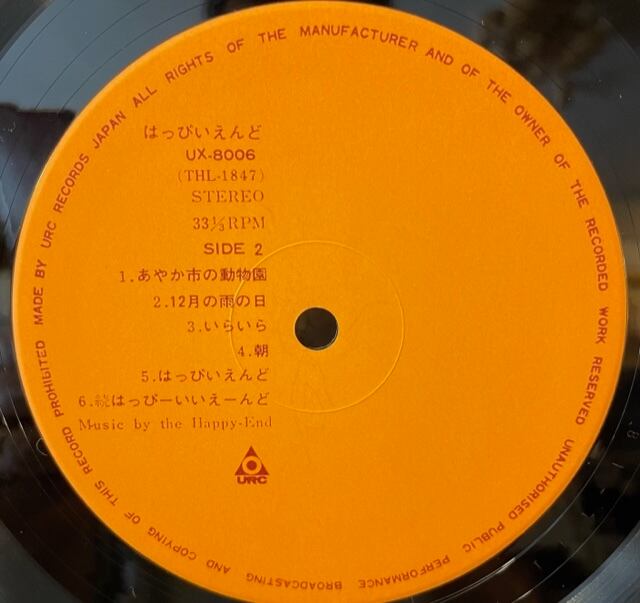 MADE BY URC RECORDS JAPAN ALL RIGHTS OF THE MANUFACTURER AND OF THE OWNER OF THE RECORDED WORK RESERVED UNAUTHORISED PUBLIC PERFORMANCE BROADCASTING AND COPYING OF THIS RECORD PROHIBITED
はっぴいえんど
UX-8006
(THL-1847)
STEREO
33⅓RPM
SIDE 2
1.あやか市の動物園
2.12月の雨の日
3.いらいら
4.朝
5.はっぴいえんど
6.続はっぴーいいえーんど
Music by the Happy-End
URC